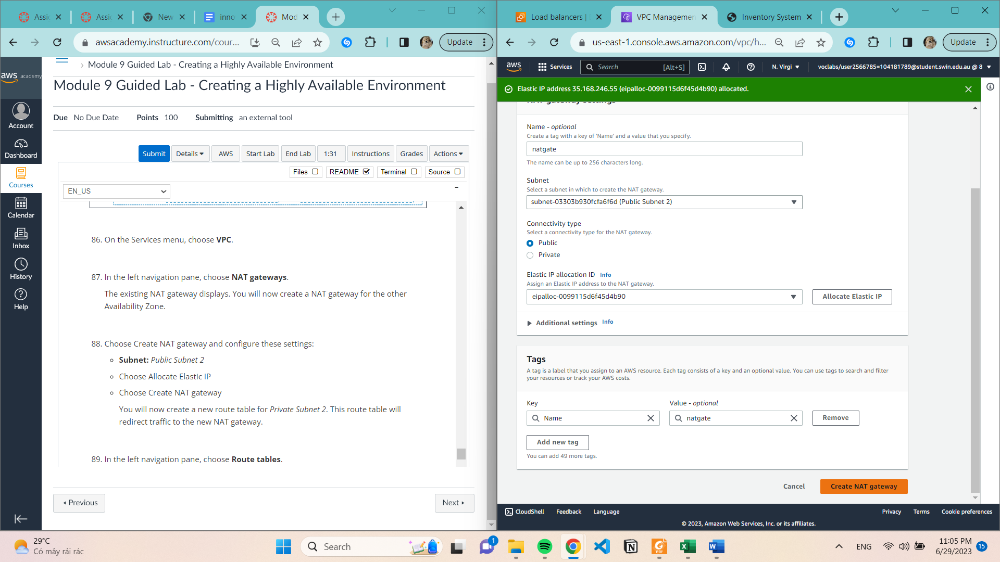 Assig
Assig
New
inno
Mod
awsacademy.instructure.com/cour...
Update
aws academy
Account
Dashboard
Courses
Calendar
Inbox
History
Help
› Module 9 Guided Lab - Creating a Highly Available Environment
Module 9 Guided Lab - Creating a Highly Available Environment
Due No Due Date Points 100 Submitting an external tool
Submit Details AWS Start Lab End Lab 1:31 Instructions Grades Actions
Files README Terminal Source
EN_US
-
86. On the Services menu, choose VPC.
87. In the left navigation pane, choose NAT gateways.
The existing NAT gateway displays. You will now create a NAT gateway for the other
Availability Zone.
88. Choose Create NAT gateway and configure these settings:
Subnet: Public Subnet 2
Choose Allocate Elastic IP
Choose Create NAT gateway
You will now create a new route table for Private Subnet 2. This route table will
redirect traffic to the new NAT gateway.
89. In the left navigation pane, choose Route tables.
Previous
Next
Load balancers |
VPC Managemen
Inventory System
us-east-1.console.aws.amazon.com/vpc/h...
Update
aws Services Search [Alt+S] N. Virgi voclabs/user2566785=104181789@student.swin.edu.au @ 8
Elastic IP address 35.168.246.55 (eipalloc-0099115d6f45d4b90) allocated.
NAT gateway settings
Name - optional
Create a tag with a key of 'Name' and a value that you specify.
natgate
The name can be up to 256 characters long.
Subnet
Select a subnet in which to create the NAT gateway.
subnet-03303b930fcfa6f6d (Public Subnet 2)
Connectivity type
Select a connectivity type for the NAT gateway.
Public
Private
Elastic IP allocation ID Info
Assign an Elastic IP address to the NAT gateway.
eipalloc-0099115d6f45d4b90
Allocate Elastic IP
Additional settings Info
Tags
A tag is a label that you assign to an AWS resource. Each tag consists of a key and an optional value. You can use tags to search and filter
your resources or track your AWS costs.
Key Value - optional
Name natgate Remove
Add new tag
You can add 49 more tags.
Cancel Create NAT gateway
CloudShell Feedback Language Privacy Terms Cookie preferences
© 2023, Amazon Web Services, Inc. or its affiliates.
29°C
Có mây rải rác
Search
1
ENG
11:05 PM
6/29/2023
15